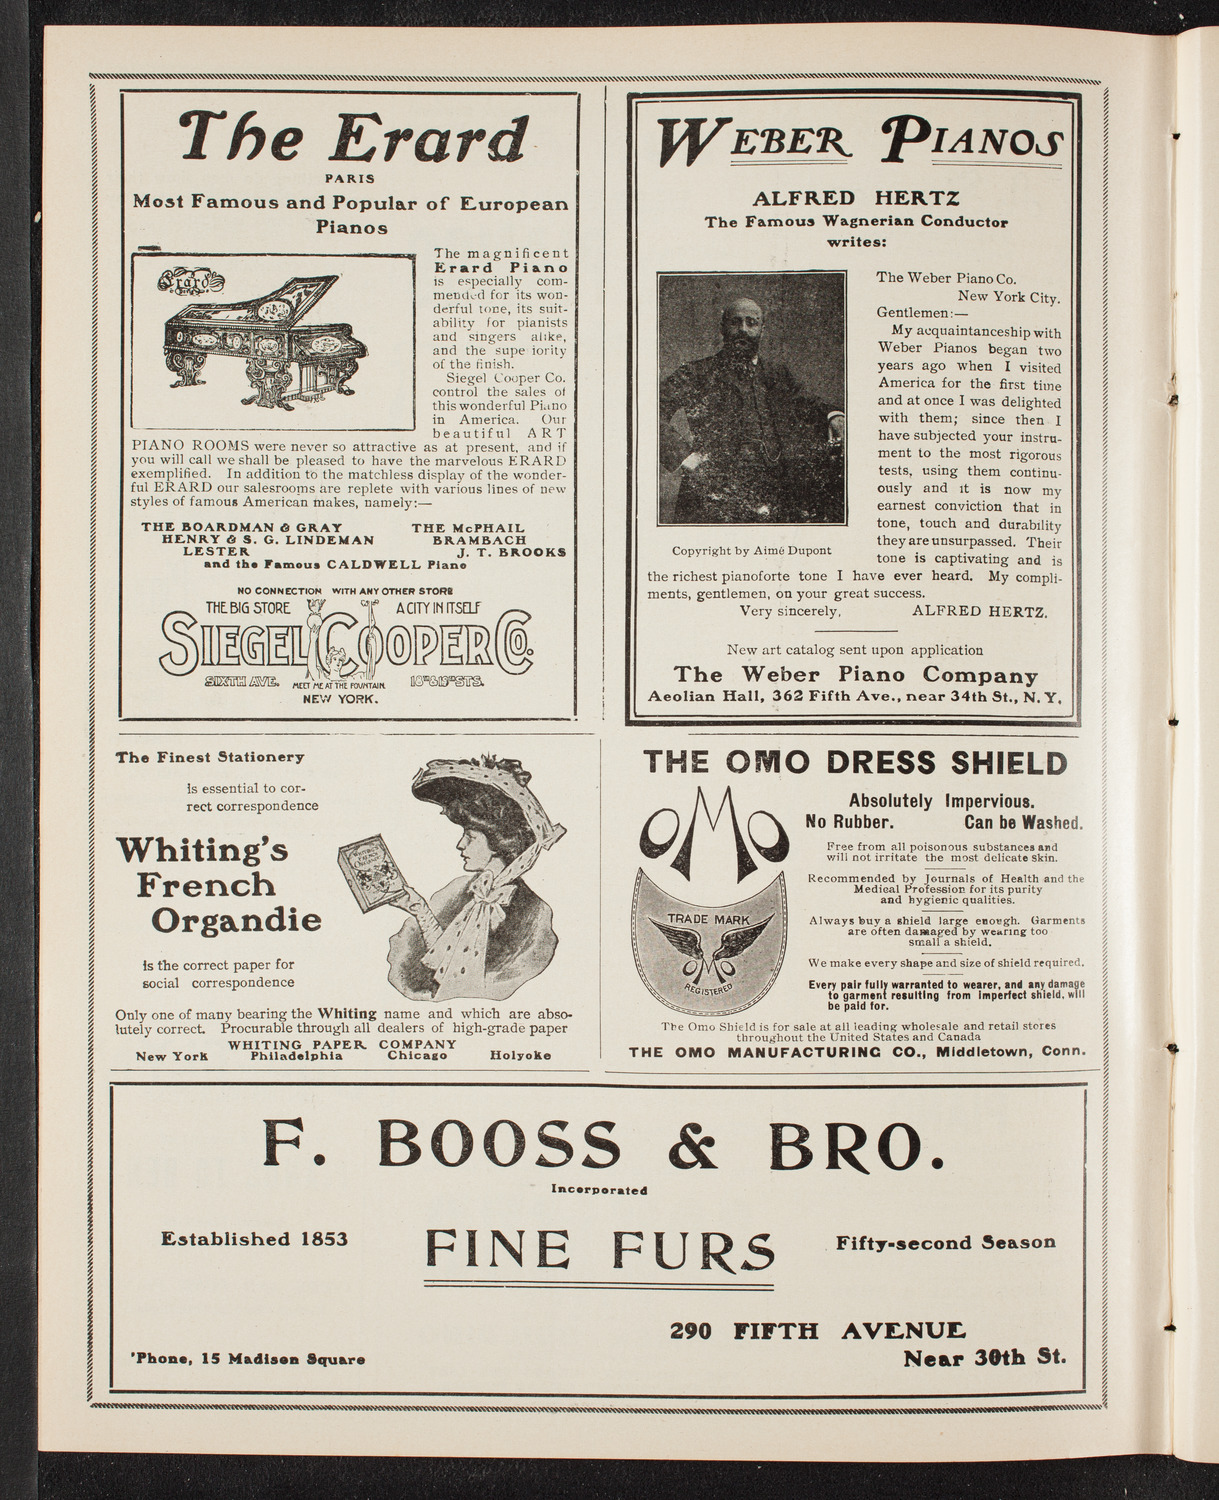 The Erard
PARIS
Most Famous and Popular of European
Pianos
Erard
The magnificent
Erard Piano
is especially com-
mended for its won-
derful tone, its suit-
ability for pianists
and singers alike,
and the supe iority
of the finish.
Siegel Cooper Co.
control the sales of
this wonderful Piano
in America. Our
beautiful ART
PIANO ROOMS were never so attractive as at present, and if
you will call we shall be pleased to have the marvelous ERARD
exemplified. In addition to the matchless display of the wonder-
ful ERARD our salesrooms are replete with various lines of new
styles of famous American makes, namely:—
THE BOARDMAN & GRAY THE McPHAIL
HENRY & S. G. LINDEMAN BRAMBACH
LESTER J. T. BROOKS
and the Famous CALDWELL Piano
NO CONNECTION WITH ANY OTHER STORE
THE BIG STORE A CITY IN ITSELF
SIEGEL COOPER CO.
SIXTH AVE. MEET ME AT THE FOUNTAIN 18TH & 19TH STS.
NEW YORK.
WEBER PIANOS
ALFRED HERTZ
The Famous Wagnerian Conductor
writes:
The Weber Piano Co.
New York City.
Gentlemen:—
My acquaintanceship with
Weber Pianos began two
years ago when I visited
America for the first time
and at once I was delighted
with them; since then I
have subjected your instru-
ment to the most rigorous
tests, using them continu-
ously and it is now my
earnest conviction that in
tone, touch and durability
they are unsurpassed. Their
tone is captivating and is
Copyright by Aimé Dupont
the richest pianoforte tone I have ever heard. My compli-
ments, gentlemen, on your great success.
Very sincerely, ALFRED HERTZ.
New art catalog sent upon application
The Weber Piano Company
Aeolian Hall, 362 Fifth Ave., near 34th St., N. Y.
The Finest Stationery
is essential to cor-
rect correspondence
Whiting's
French
Organdie
is the correct paper for
social correspondence
WHITING'S
FRENCH
ORGANDIE
Only one of many bearing the Whiting name and which are abso-
lutely correct. Procurable through all dealers of high-grade paper
WHITING PAPER COMPANY
New York Philadelphia Chicago Holyoke
THE OMO DRESS SHIELD
OMO
Absolutely Impervious.
No Rubber. Can be Washed.
Free from all poisonous substances and
will not irritate the most delicate skin.
Recommended by Journals of Health and the
Medical Profession for its purity
and hygienic qualities.
Always buy a shield large enough. Garments
are often damaged by wearing too
small a shield.
We make every shape and size of shield required.
Every pair fully warranted to wearer, and any damage
to garment resulting from imperfect shield, will
be paid for.
TRADE MARK
OMO
REGISTERED
The Omo Shield is for sale at all leading wholesale and retail stores
throughout the United States and Canada
THE OMO MANUFACTURING CO., Middletown, Conn.
F. BOOSS & BRO.
Incorporated
Established 1853 FINE FURS Fifty-second Season
290 FIFTH AVENUE
'Phone, 15 Madison Square Near 30th St.